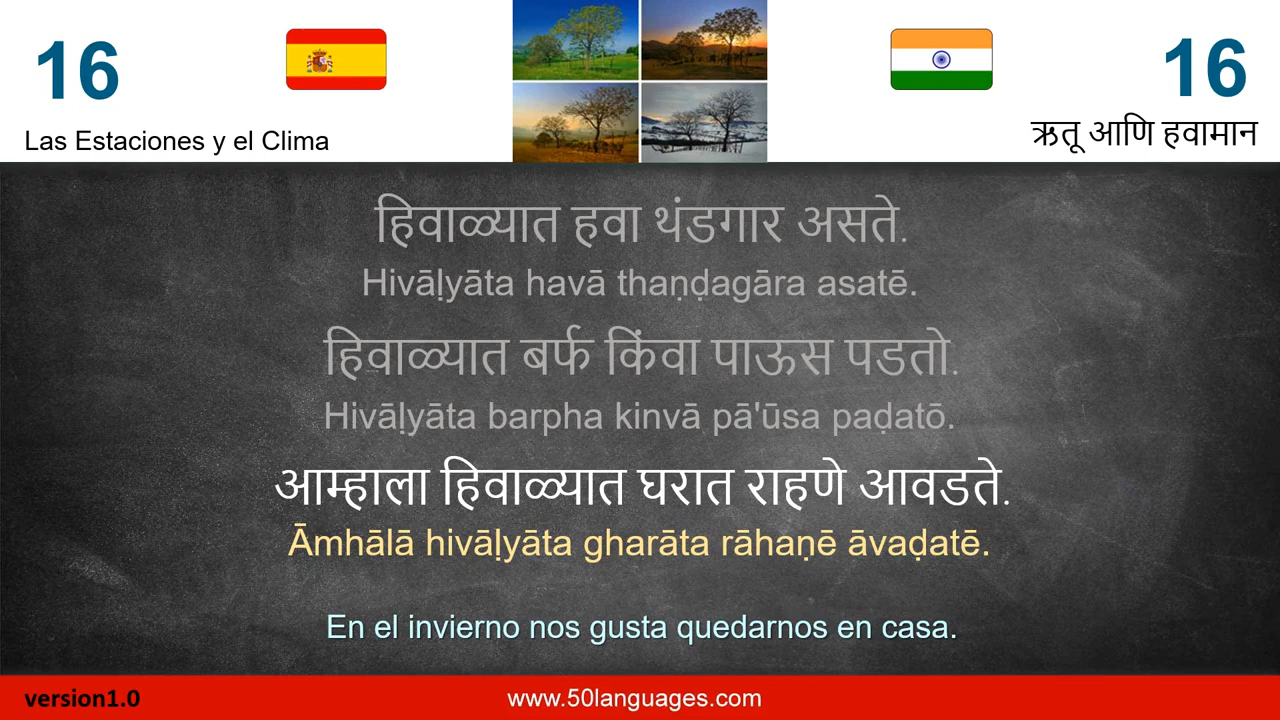 16
16
Las Estaciones y el Clima
ऋतू आणि हवामान
हिवाळ्यात हवा थंडगार असते.
Hivāḷyāta havā thaṇḍagāra asatē.
हिवाळ्यात बर्फ किंवा पाऊस पडतो.
Hivāḷyāta barpha kinvā pā'ūsa paḍatō.
आम्हाला हिवाळ्यात घरात राहणे आवडते.
Āmhālā hivāḷyāta gharāta rāhaṇē āvaḍatē.
En el invierno nos gusta quedarnos en casa.
version1.0
www.50languages.com